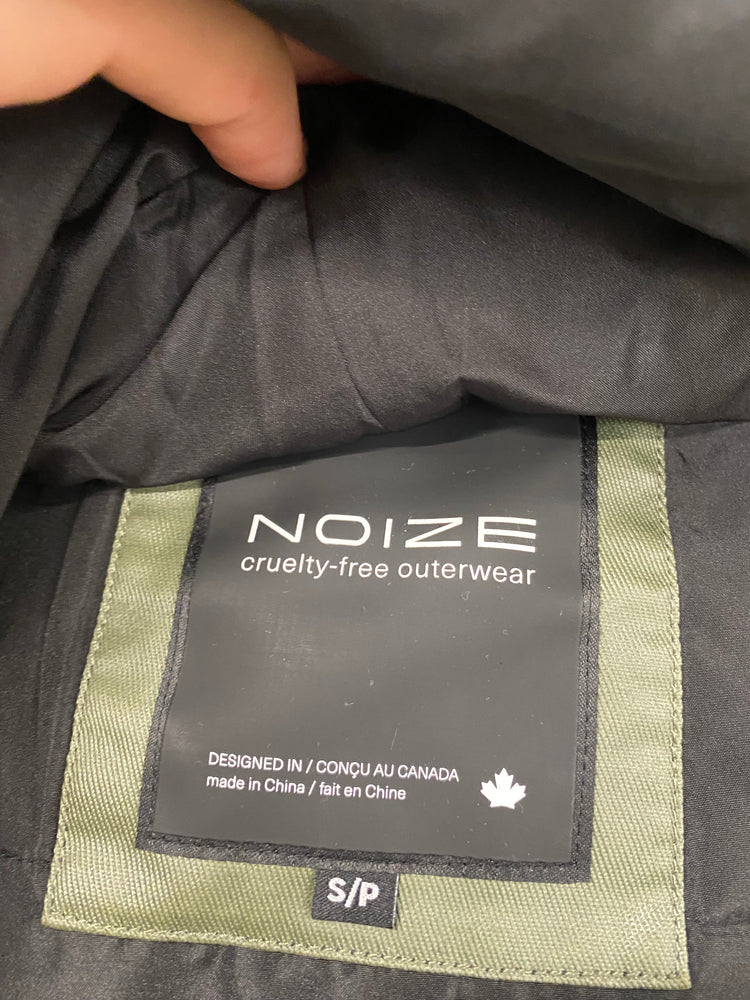 NOIZE
cruelty-free outerwear
DESIGNED IN / CONÇU AU CANADA
made in China / fait en Chine
S/P